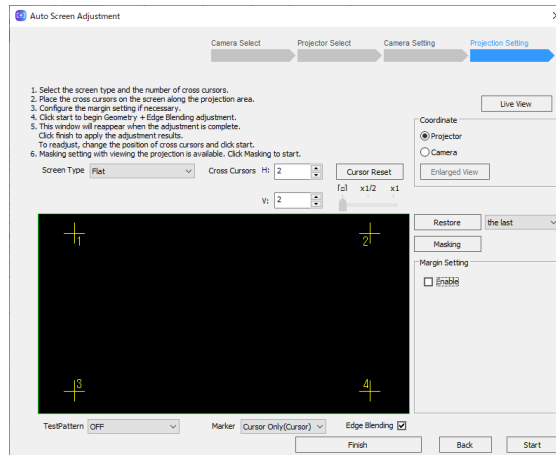 Auto Screen Adjustment
Camera Select Projector Select Camera Setting Projection Setting
1. Select the screen type and the number of cross cursors.
2. Place the cross cursors on the screen along the projection area.
3. Configure the margin setting if necessary.
4. Click start to begin Geometry + Edge Blending adjustment.
5. This window will reappear when the adjustment is complete.
Click finish to apply the adjustment results.
To readjust, change the position of cross cursors and click start.
6. Masking setting with viewing the projection is available. Click Masking to start.
Live View
Coordinate
Projector
Camera
Enlarged View
Screen Type Flat Cross Cursors H: 2 Cursor Reset
x1/2 x1
V: 2
Restore the last
Masking
Margin Setting
Enable
1 2
3 4
TestPattern OFF Marker Cursor Only(Cursor) Edge Blending
Finish Back Start